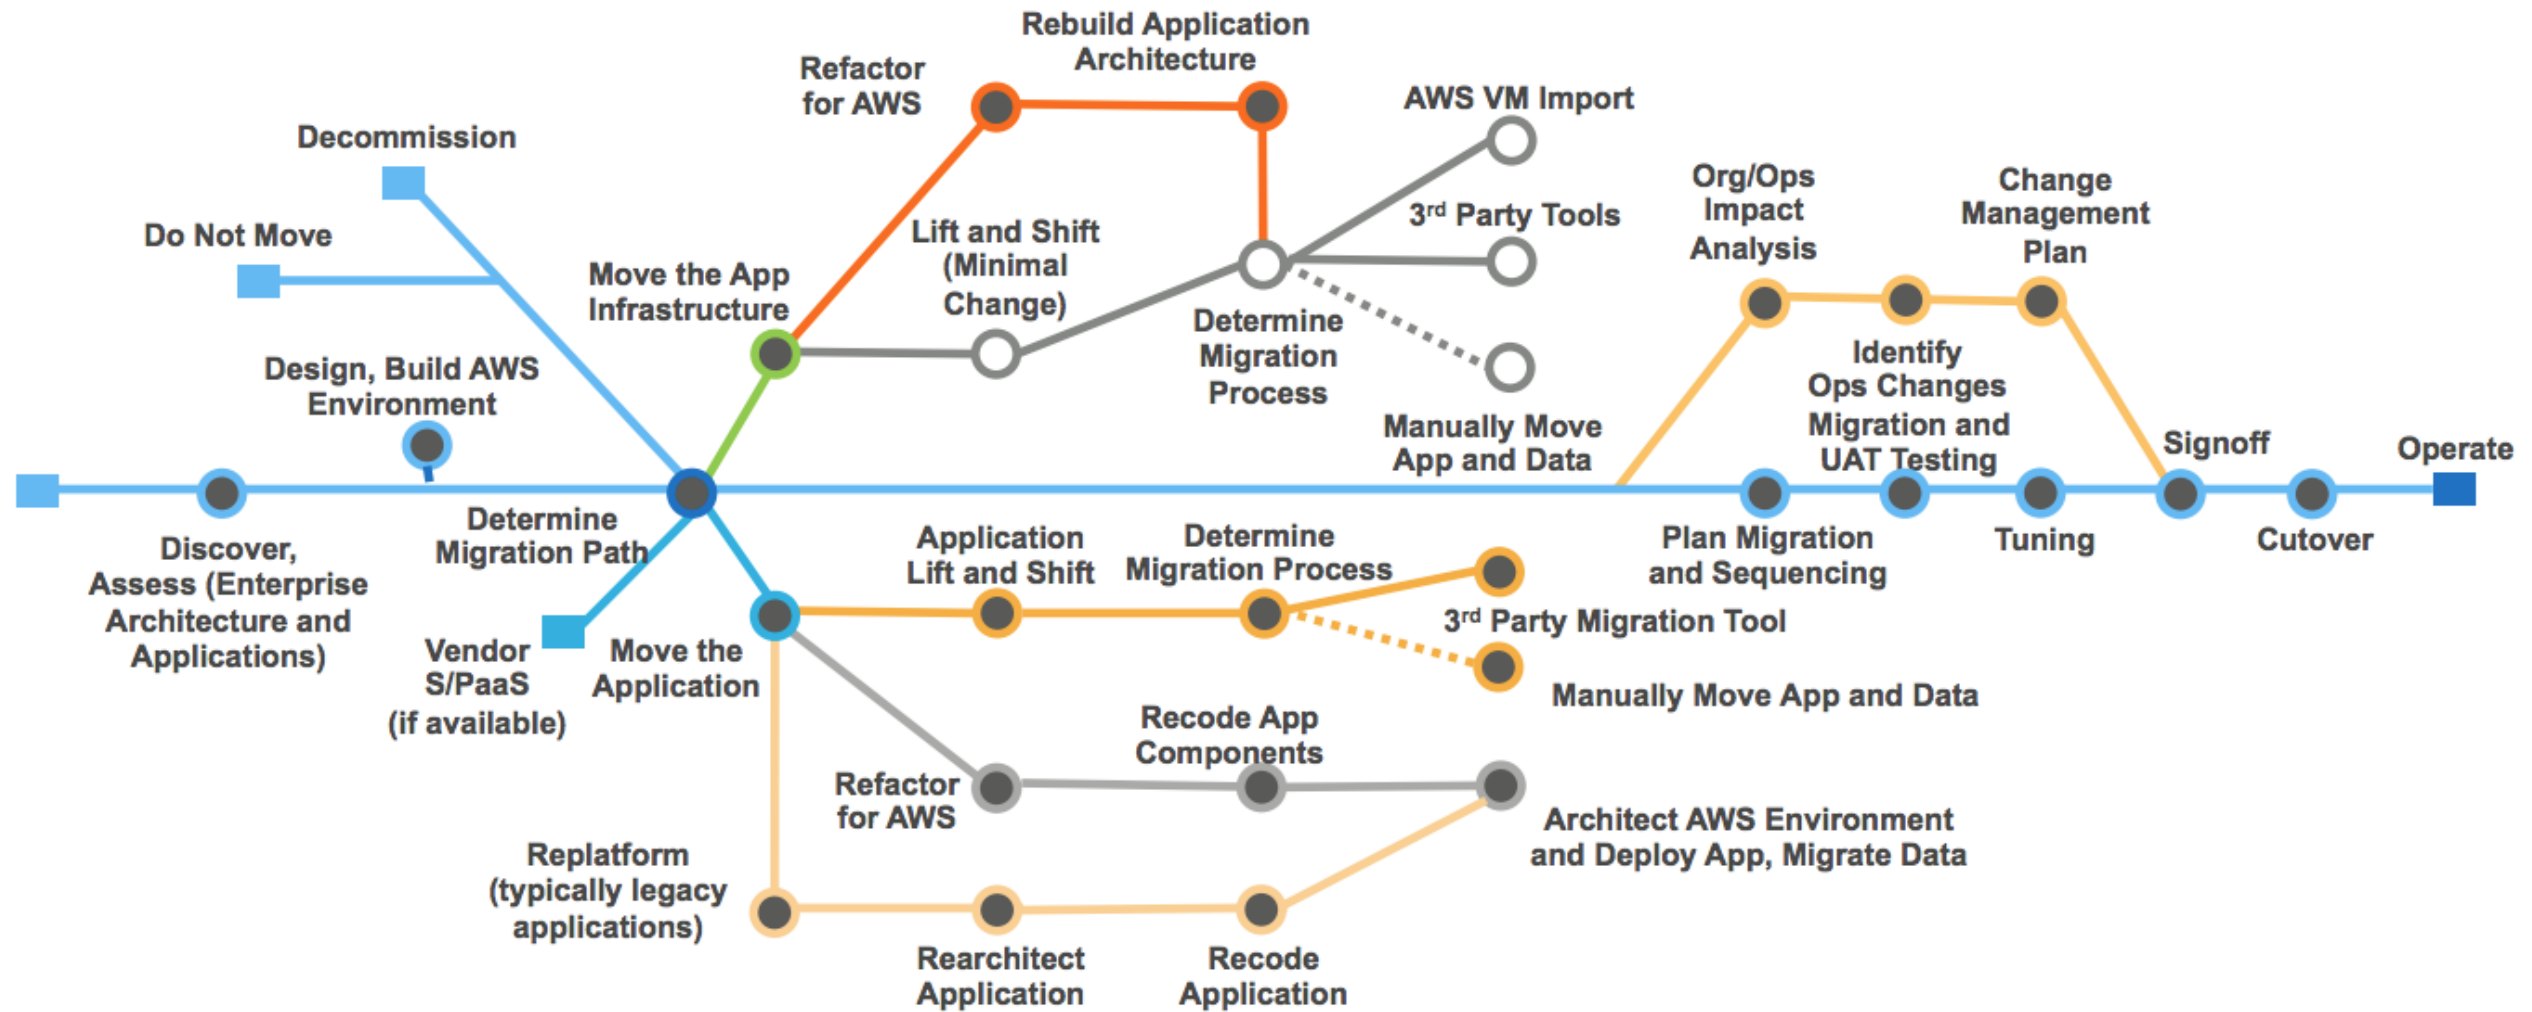 Rebuild Application
Architecture
Refactor
for AWS
AWS VM Import
Decommission
Org/Ops
Impact
Analysis
Change
Management
Plan
3rd Party Tools
Do Not Move
Lift and Shift
(Minimal
Change)
Move the App
Infrastructure
Determine
Migration
Process
Identify
Ops Changes
Design, Build AWS
Environment
Manually Move
App and Data
Migration and
UAT Testing
Signoff
Operate
Determine
Migration Path
Discover,
Assess (Enterprise
Architecture and
Applications)
Application
Lift and Shift
Determine
Migration Process
Plan Migration
and Sequencing
Tuning
Cutover
3rd Party Migration Tool
Vendor
S/PaaS
(if available)
Move the
Application
Manually Move App and Data
Recode App
Components
Refactor
for AWS
Architect AWS Environment
and Deploy App, Migrate Data
Replatform
(typically legacy
applications)
Rearchitect
Application
Recode
Application